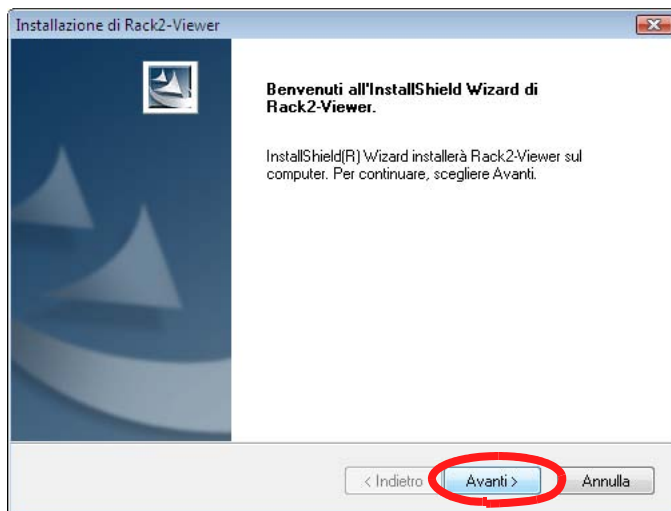 Installazione di Rack2-Viewer
Benvenuti all'InstallShield Wizard di
Rack2-Viewer.
InstallShield(R) Wizard installerà Rack2-Viewer sul
computer. Per continuare, scegliere Avanti.
< Indietro
Avanti >
Annulla